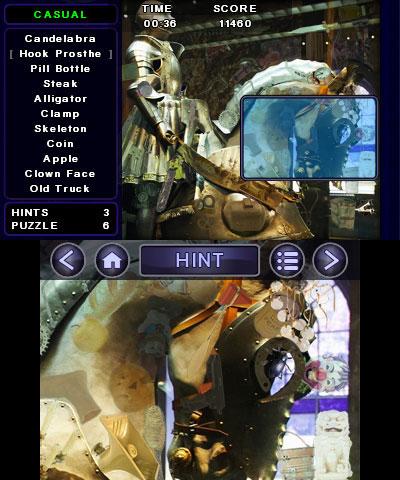 CASUAL
TIME
SCORE
00:36
11460
Candelabra
[ Hook Prosthe ]
Pill Bottle
Steak
Alligator
Clamp
Skeleton
Coin
Apple
Clown Face
Old Truck
HINTS 3
PUZZLE 6
HINT